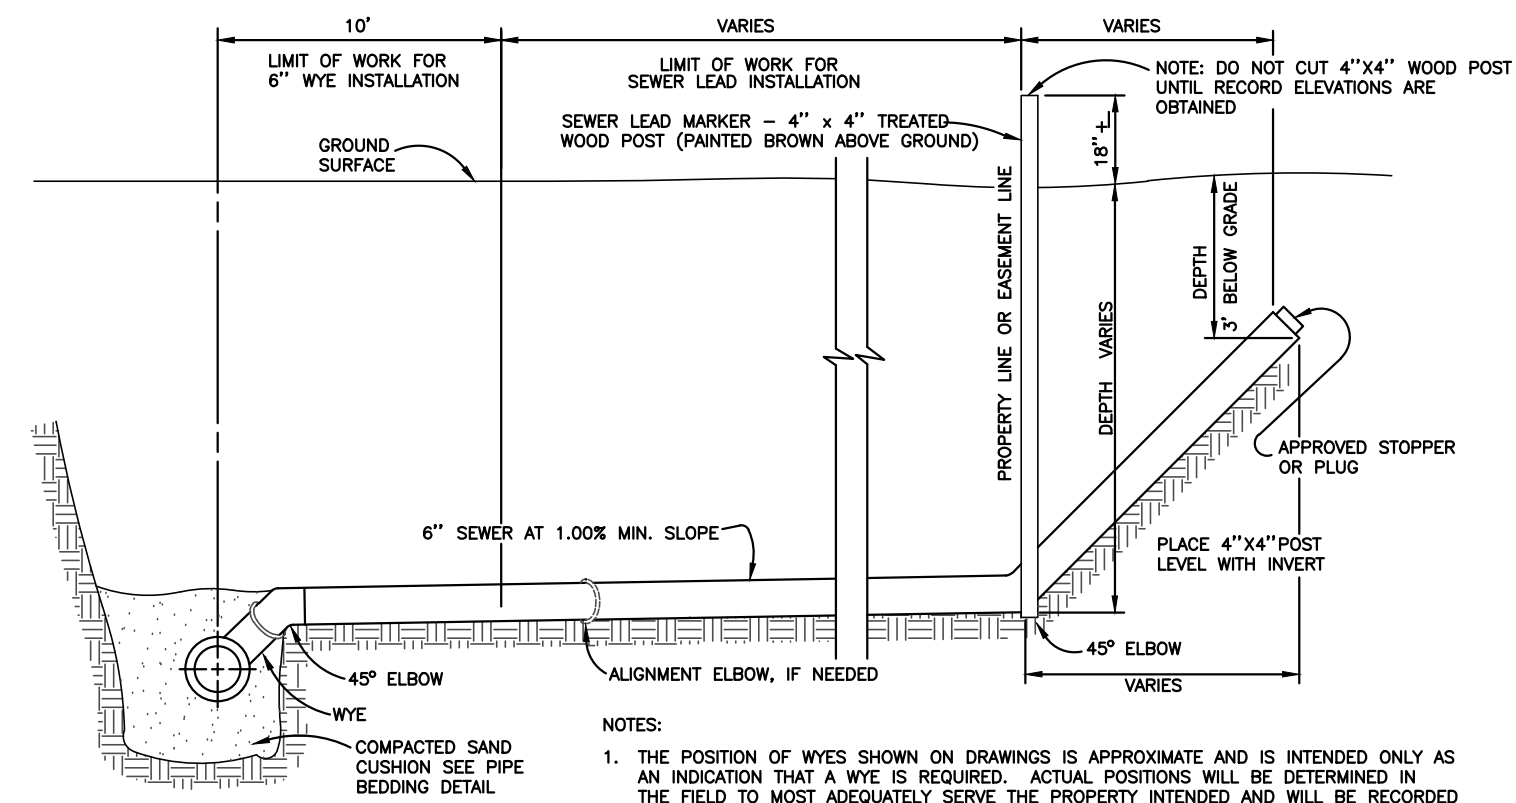 10'
VARIES
VARIES
LIMIT OF WORK FOR
6" WYE INSTALLATION
LIMIT OF WORK FOR
SEWER LEAD INSTALLATION
NOTE: DO NOT CUT 4"X4" WOOD POST
UNTIL RECORD ELEVATIONS ARE
OBTAINED
SEWER LEAD MARKER – 4" x 4" TREATED
WOOD POST (PAINTED BROWN ABOVE GROUND)
GROUND
SURFACE
18"±
PROPERTY LINE OR EASEMENT LINE
DEPTH VARIES
DEPTH
3' BELOW GRADE
APPROVED STOPPER
OR PLUG
6" SEWER AT 1.00% MIN. SLOPE
PLACE 4"X4"POST
LEVEL WITH INVERT
45° ELBOW
ALIGNMENT ELBOW, IF NEEDED
45° ELBOW
VARIES
WYE
COMPACTED SAND
CUSHION SEE PIPE
BEDDING DETAIL
NOTES:
1. THE POSITION OF WYES SHOWN ON DRAWINGS IS APPROXIMATE AND IS INTENDED ONLY AS
AN INDICATION THAT A WYE IS REQUIRED. ACTUAL POSITIONS WILL BE DETERMINED IN
THE FIELD TO MOST ADEQUATELY SERVE THE PROPERTY INTENDED AND WILL BE RECORDED